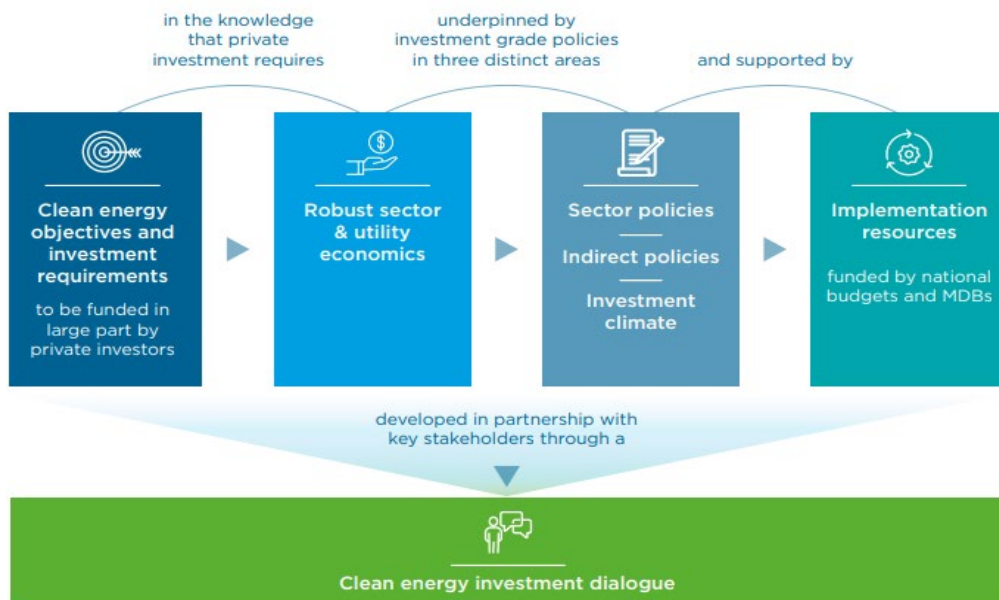 in the knowledge
that private
investment requires
underpinned by
investment grade policies
in three distinct areas
and supported by
Clean energy
objectives and
investment
requirements
to be funded in
large part by
private investors
Robust sector
& utility
economics
Sector policies
Indirect policies
Investment
climate
Implementation
resources
funded by national
budgets and MDBs
developed in partnership with
key stakeholders through a
Clean energy investment dialogue